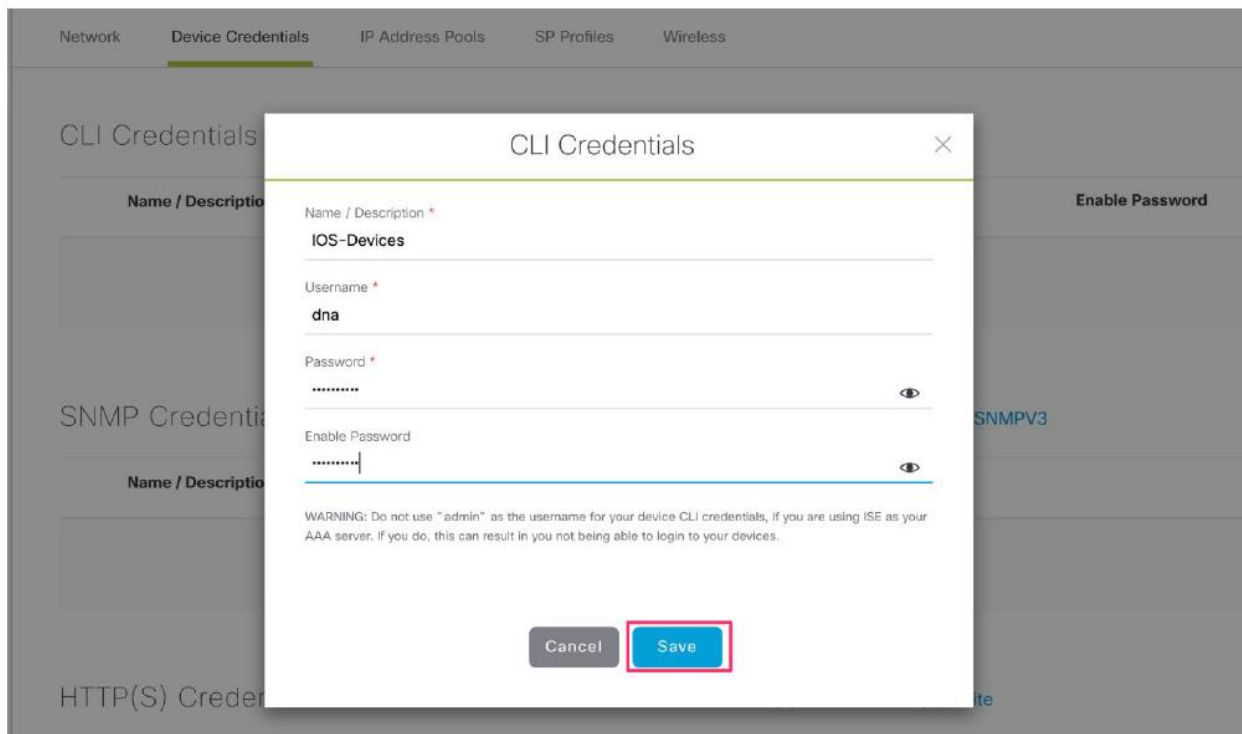 Network Device Credentials IP Address Pools SP Profiles Wireless
CLI Credentials
Name / Descriptio
Enable Password
SNMP Credentia
SNMPV3
Name / Descriptio
HTTP(S) Creder
ite
CLI Credentials
Name / Description *
IOS-Devices
Username *
dna
Password *
••••••••••
Enable Password
••••••••••
WARNING: Do not use "admin" as the username for your device CLI credentials, if you are using ISE as your
AAA server. If you do, this can result in you not being able to login to your devices.
Cancel Save